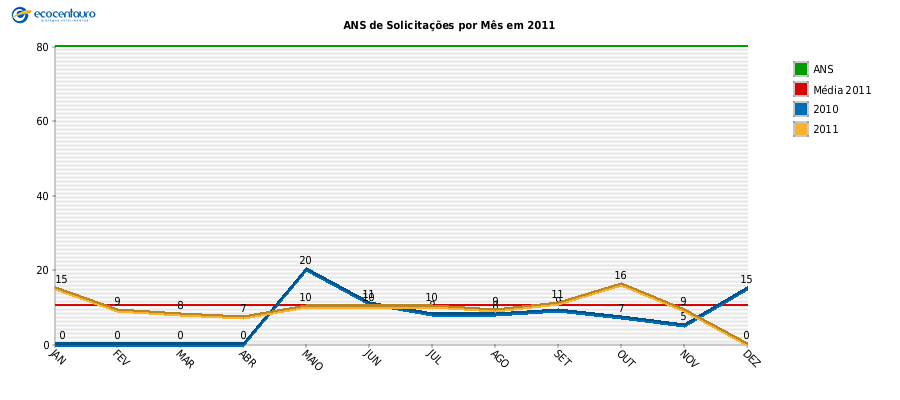 ecocentauro
ANS de Solicitações por Mês em 2011
ANS
Média 2011
2010
2011
80
60
40
20
0
15 9 8 7 20 10 11 10 10 9 11 16 7 9 5 15
0 0 0 0 0
JAN FEV MAR ABR MAIO JUN JUL AGO SET OUT NOV DEZ